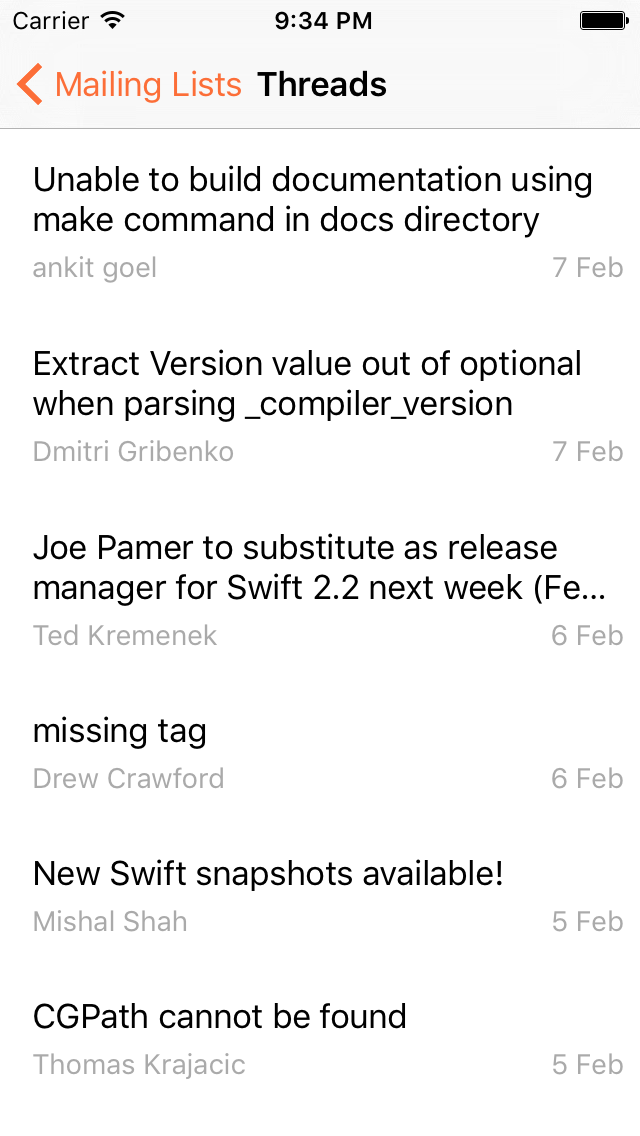 Carrier 9:34 PM
Mailing Lists Threads
Unable to build documentation using
make command in docs directory
ankit goel 7 Feb
Extract Version value out of optional
when parsing _compiler_version
Dmitri Gribenko 7 Feb
Joe Pamer to substitute as release
manager for Swift 2.2 next week (Fe...
Ted Kremenek 6 Feb
missing tag
Drew Crawford 6 Feb
New Swift snapshots available!
Mishal Shah 5 Feb
CGPath cannot be found
Thomas Krajacic 5 Feb